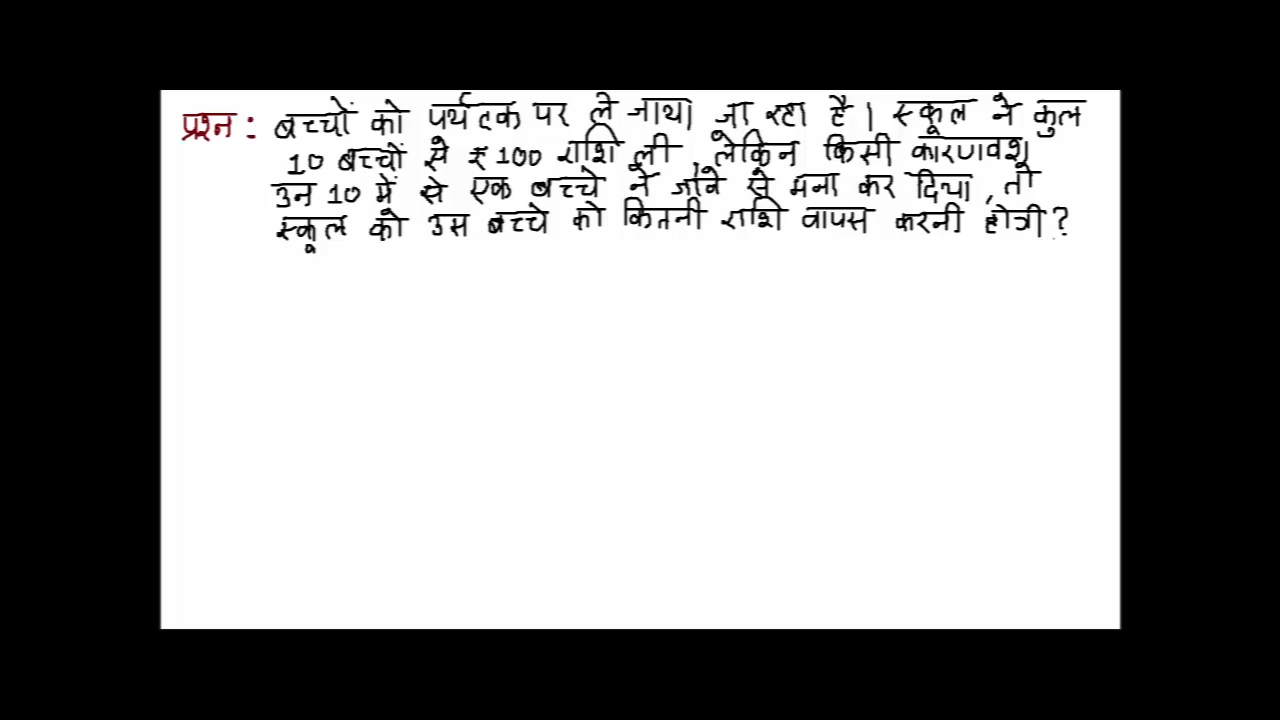 प्रश्न : बच्चों को पर्यटक पर ले जाया जा रहा है। स्कूल ने कुल
10 बच्चों से ₹100 राशि ली, लेकिन किसी कारणवश
उन 10 में से एक बच्चे ने जाने से मना कर दिया, तो
स्कूल को उस बच्चे को कितनी राशि वापस करनी होगी?